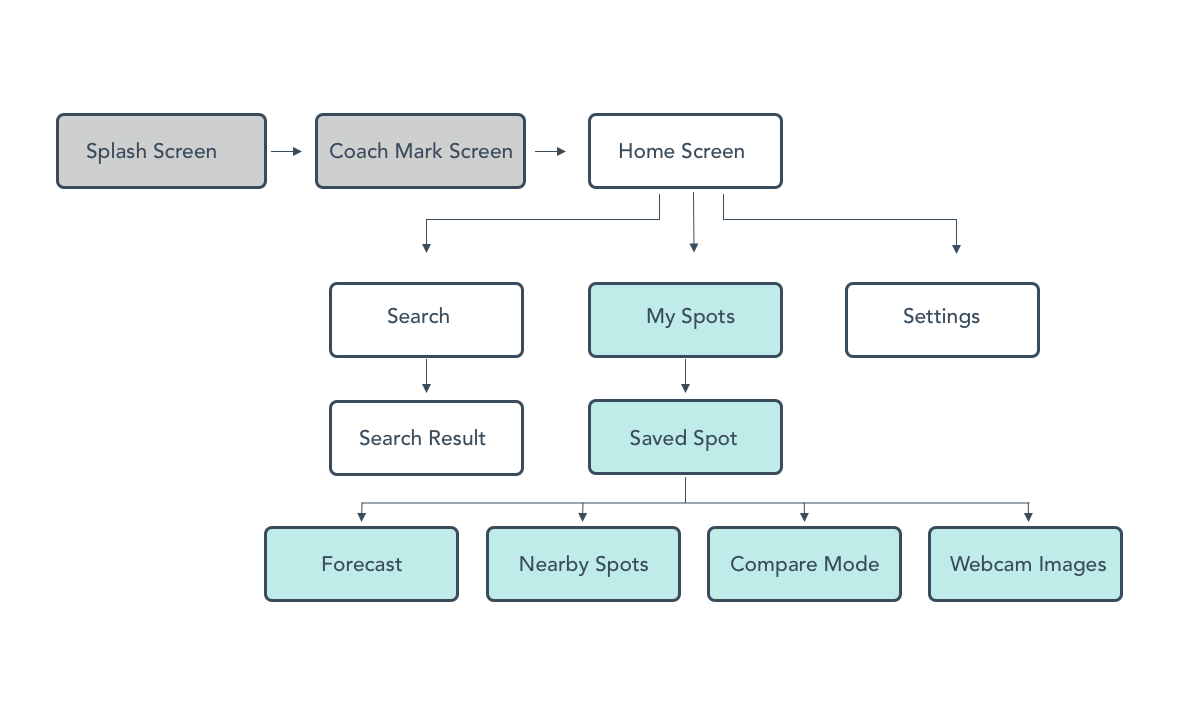 Splash Screen
Coach Mark Screen
Home Screen
Search
My Spots
Settings
Search Result
Saved Spot
Forecast
Nearby Spots
Compare Mode
Webcam Images